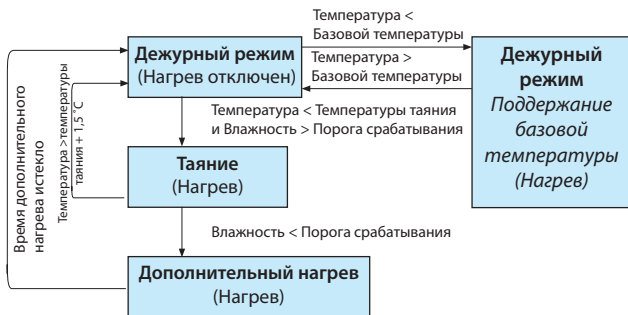 Температура <
Базовой температуры
Дежурный режим
(Нагрев отключен)
Температура >
Базовой температуры
Дежурный
режим
Поддержание
базовой
температуры
(Нагрев)
Температура < Температуры таяния
и Влажность > Порога срабатывания
Время дополнительного
нагрева истекло
Температура >температуры
таяния + 1,5 ˚С
Таяние
(Нагрев)
Влажность < Порога срабатывания
Дополнительный нагрев
(Нагрев)